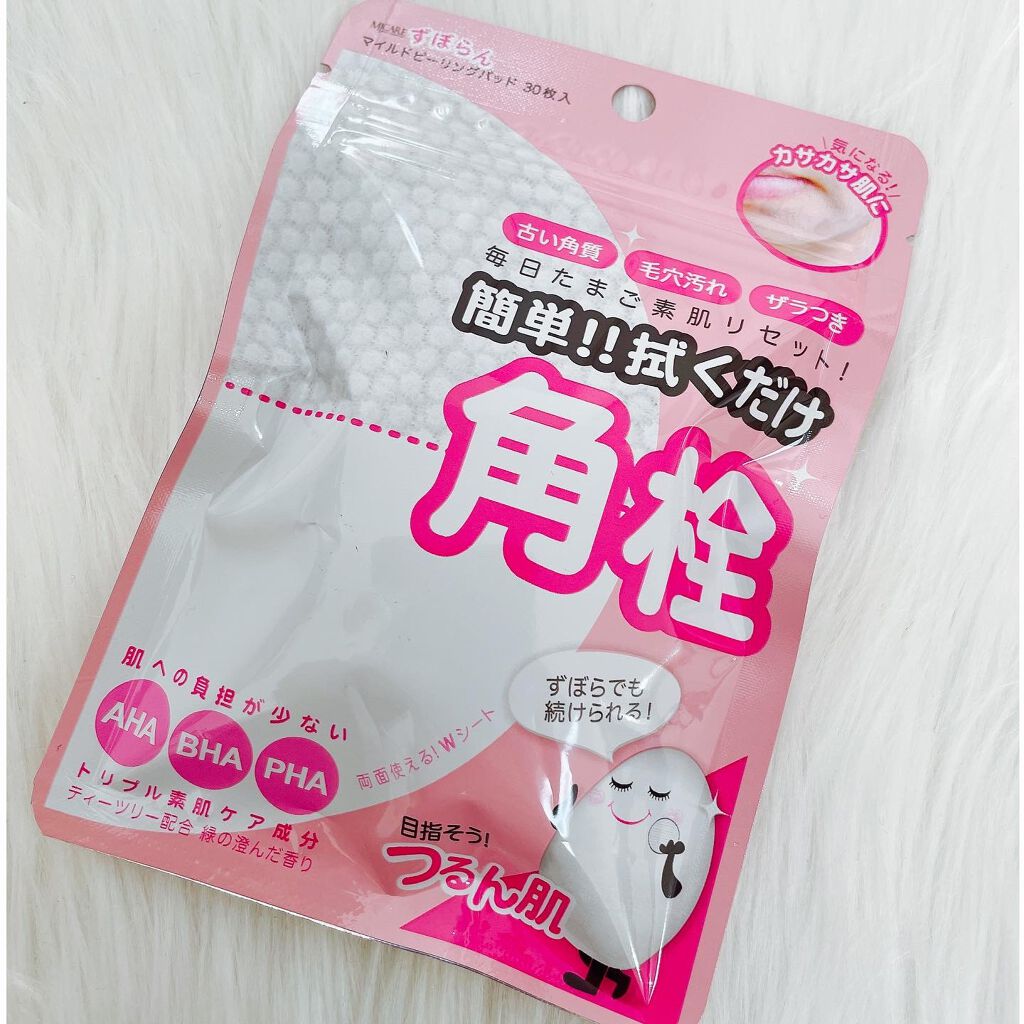 MICARE ずぼらん
マイルドピーリングパッド 30枚入
気になる!
カサカサ肌に
古い角質
毛穴汚れ
ザラつき
毎日たまご素肌リセット!
簡単!!拭くだけ
角栓
ずぼらでも
続けられる!
肌への負担が少ない
AHA
BHA
PHA
トリプル素肌ケア成分
ティーツリー配合 緑の澄んだ香り
両面使える!Wシート
目指そう!
つるん肌